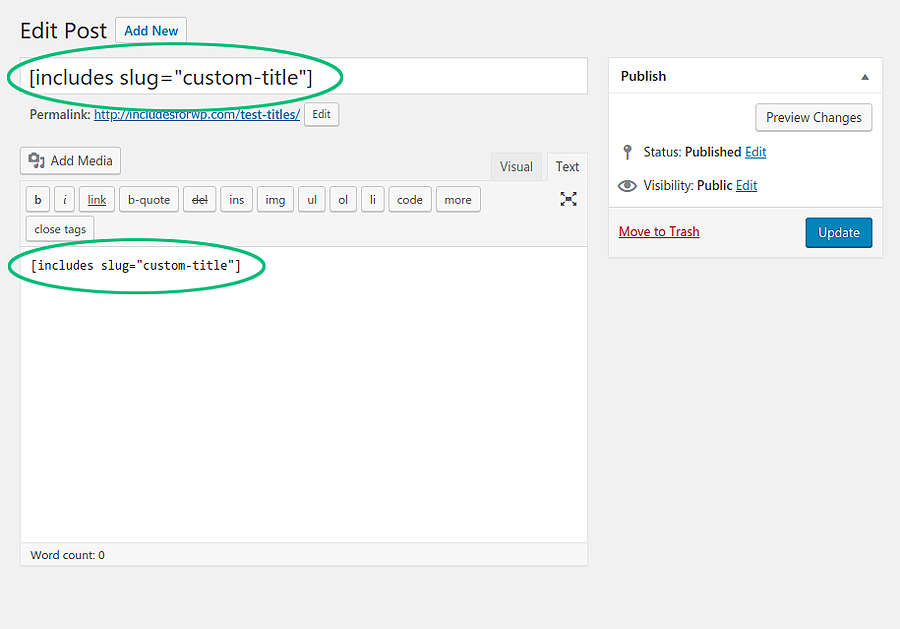 Edit Post Add New
[includes slug="custom-title"]
Permalink: http://includesforwp.com/test-titles/ Edit
Add Media
Visual Text
b i link b-quote del ins img ul ol li code more
close tags
[includes slug="custom-title"]
Word count: 0
Publish
Preview Changes
Status: Published Edit
Visibility: Public Edit
Move to Trash Update